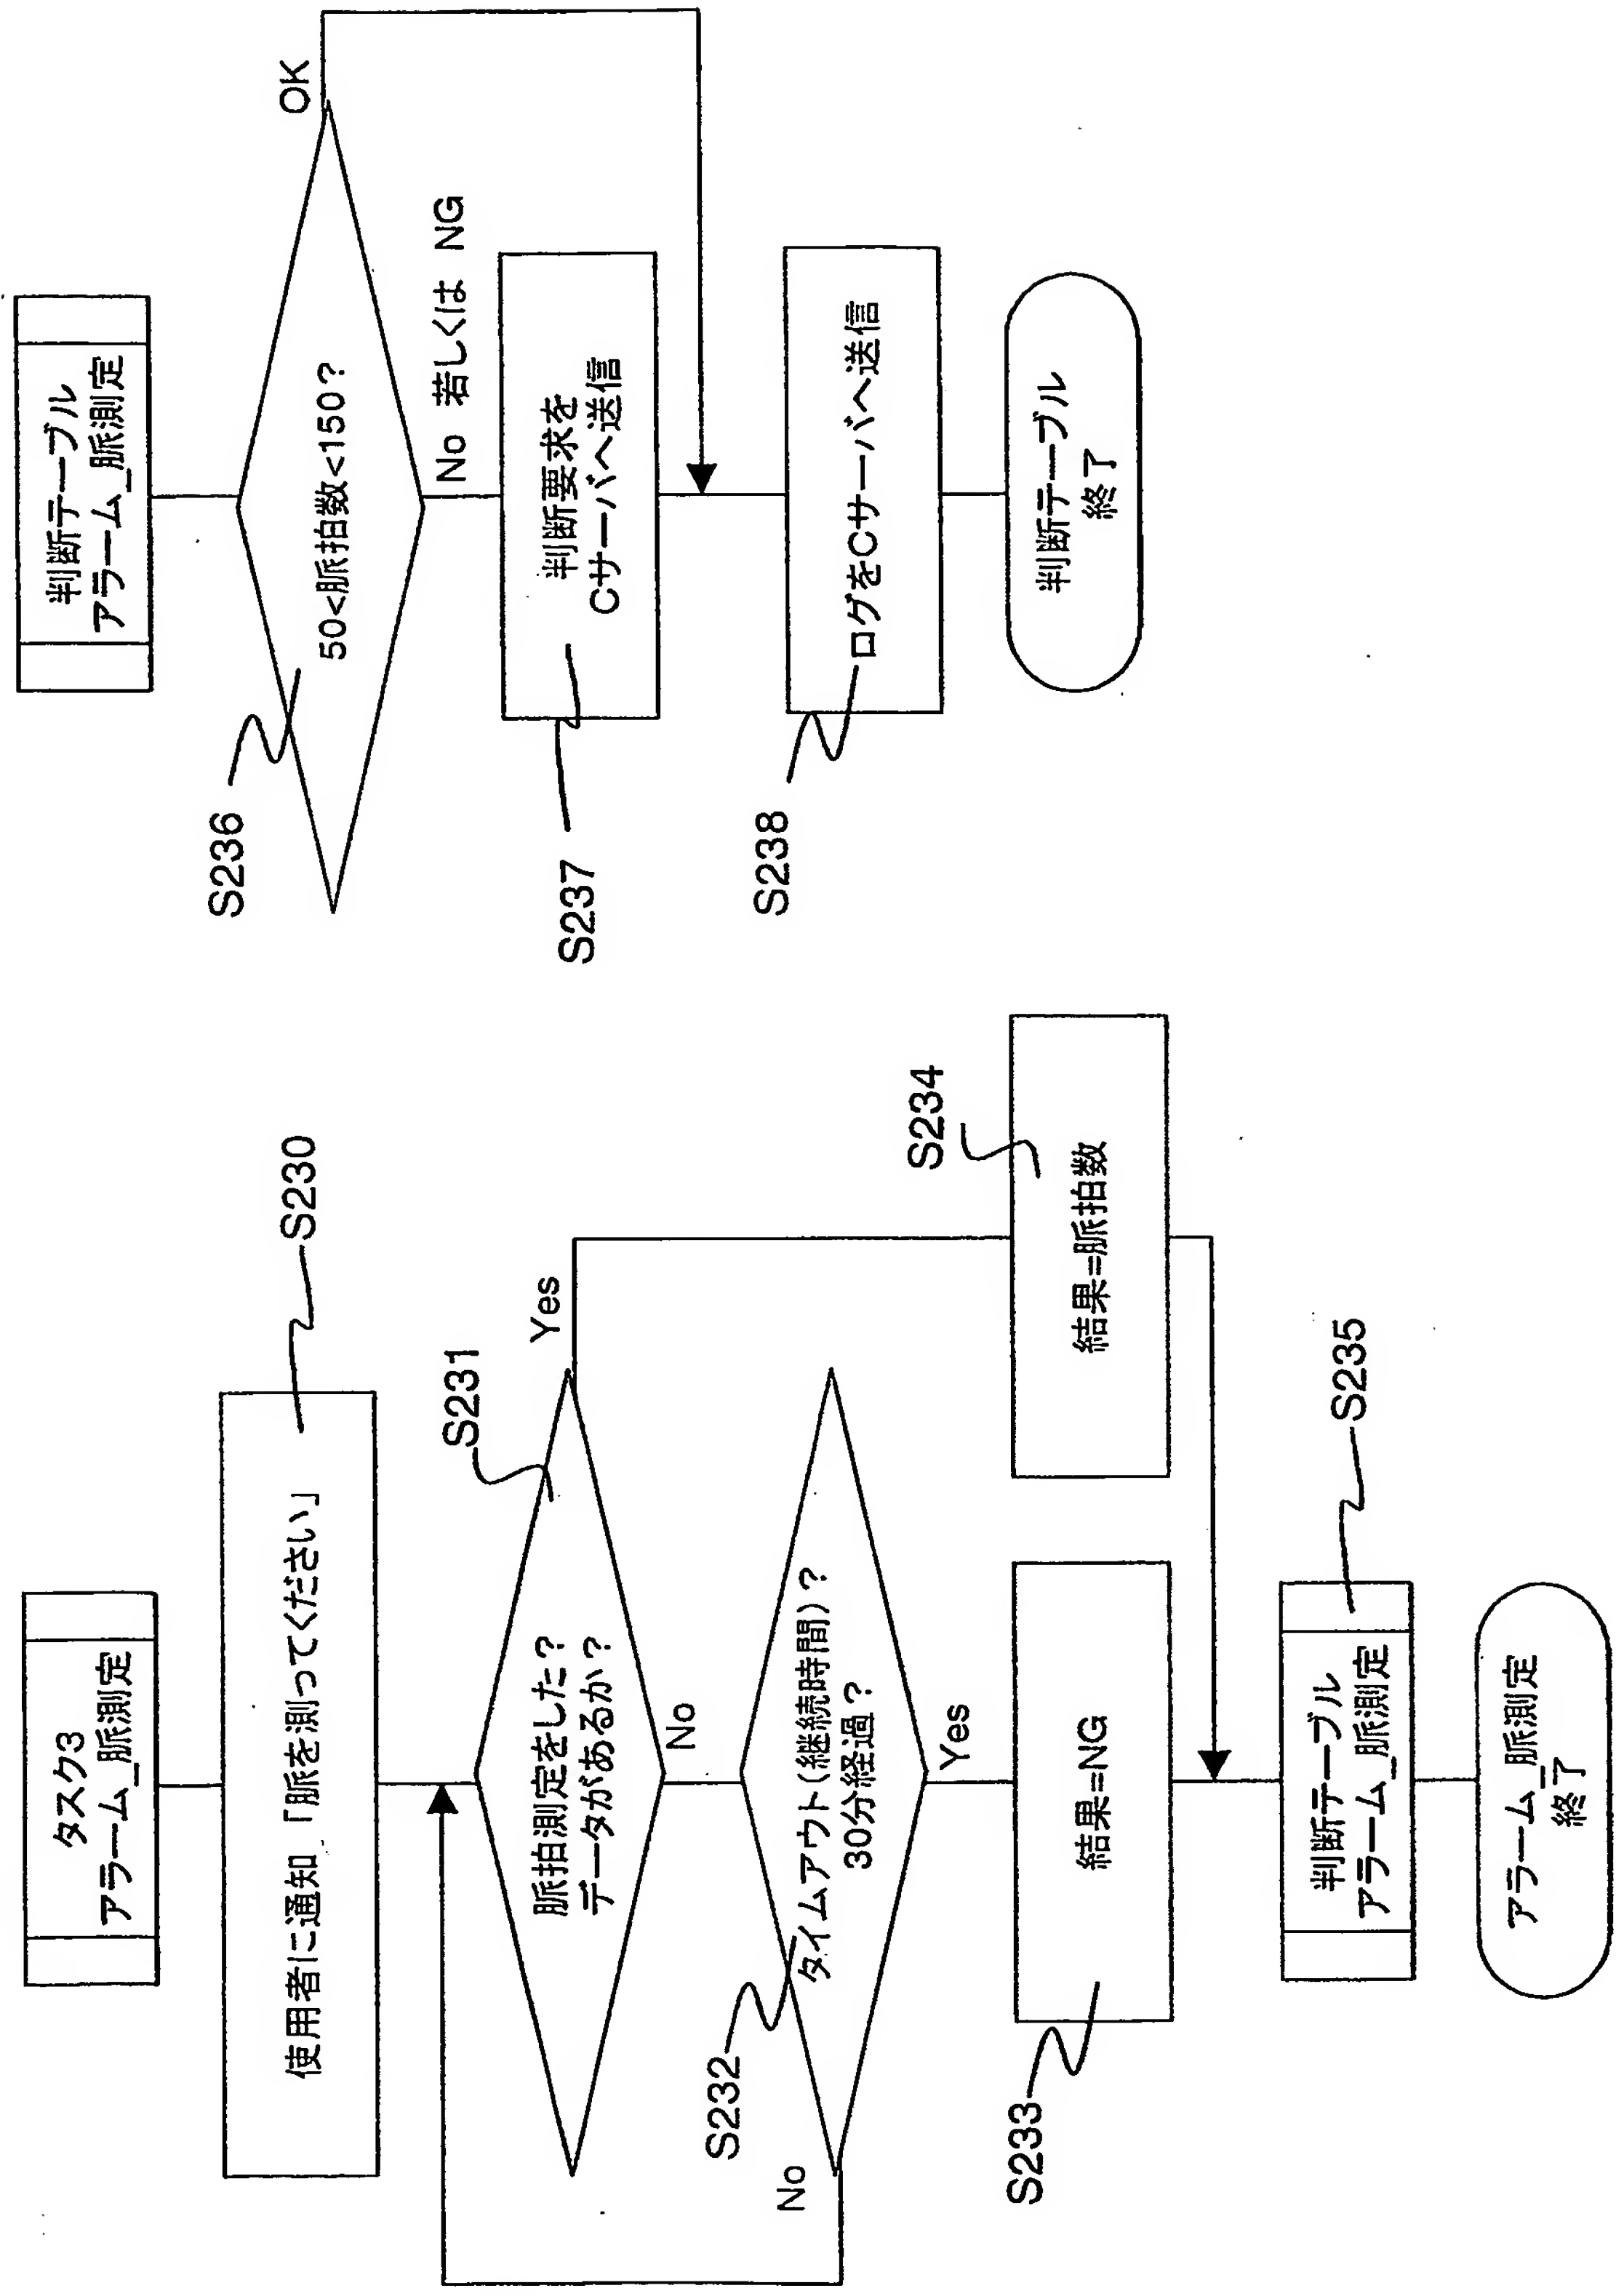 タスク3
アラーム_脈測定
使用者に通知 「脈を測ってください」
S230
脈拍測定をした?
データがあるか?
S231
Yes
No
タイムアウト(継続時間)?
30分経過?
S232
No
Yes
結果=NG
S233
結果=脈拍数
S234
判断テーブル
アラーム_脈測定
S235
アラーム_脈測定
終了
判断テーブル
アラーム_脈測定
50<脈拍数<150?
S236
OK
No 若しくは NG
判断要求を
Cサーバへ送信
S237
ログをCサーバへ送信
S238
判断テーブル
終了